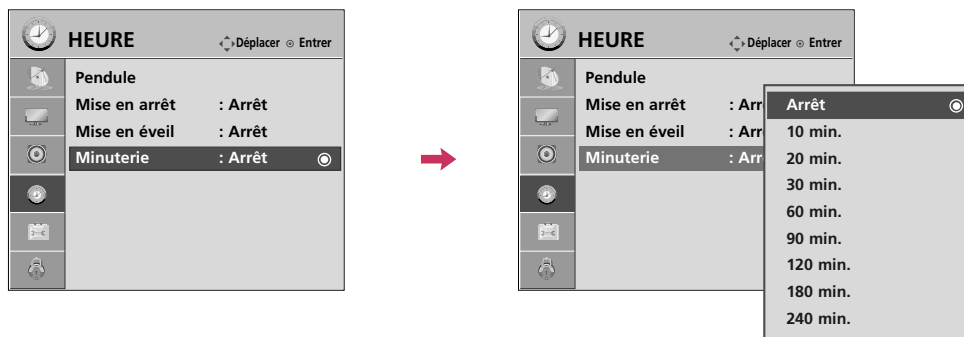 HEURE Déplacer Entrer
Pendule
Mise en arrêt : Arrêt
Mise en éveil : Arrêt
Minuterie : Arrêt
HEURE Déplacer Entrer
Pendule
Mise en arrêt : Arr
Mise en éveil : Arr
Minuterie : Arr
Arrêt
10 min.
20 min.
30 min.
60 min.
90 min.
120 min.
180 min.
240 min.